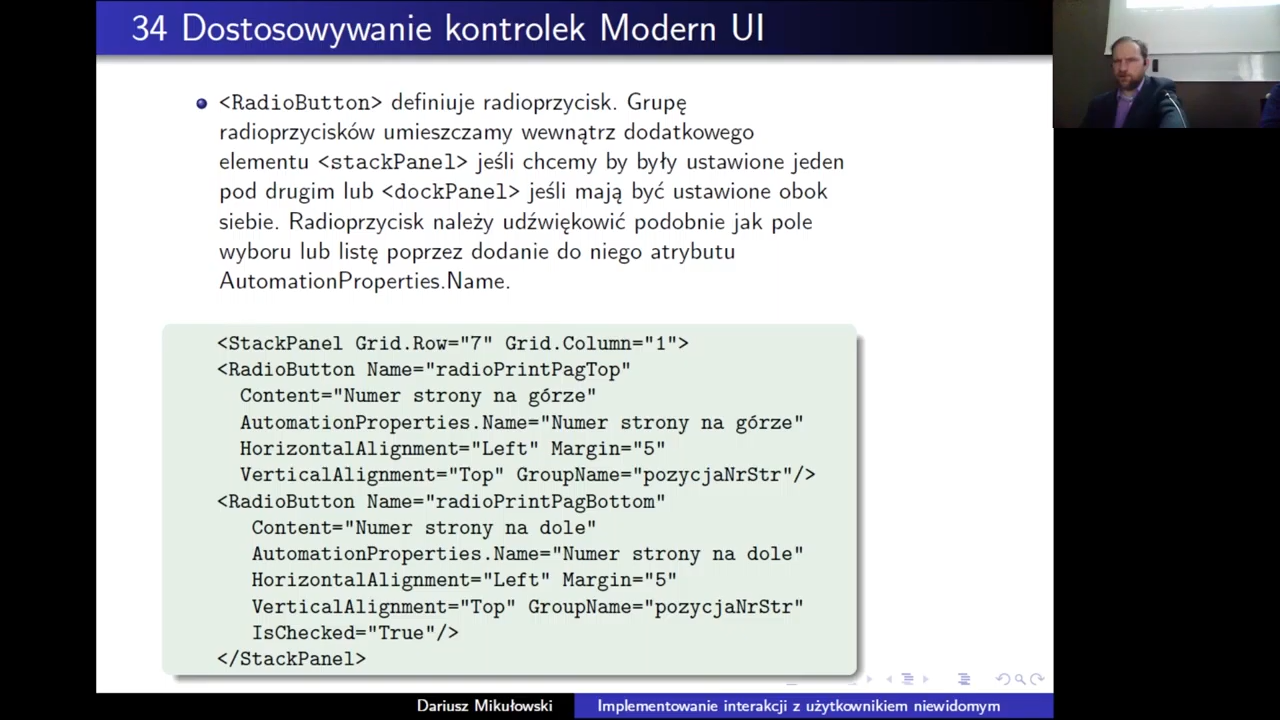 34 Dostosowywanie kontrolek Modern UI
<RadioButton> definiuje radioprzycisk. Grupę
radioprzycisków umieszczamy wewnątrz dodatkowego
elementu <stackPanel> jeśli chcemy by były ustawione jeden
pod drugim lub <dockPanel> jeśli mają być ustawione obok
siebie. Radioprzycisk należy udźwiękowić podobnie jak pole
wyboru lub listę poprzez dodanie do niego atrybutu
AutomationProperties.Name.
<StackPanel Grid.Row="7" Grid.Column="1">
<RadioButton Name="radioPrintPagTop"
Content="Numer strony na górze"
AutomationProperties.Name="Numer strony na górze"
HorizontalAlignment="Left" Margin="5"
VerticalAlignment="Top" GroupName="pozycjaNrStr"/>
<RadioButton Name="radioPrintPagBottom"
Content="Numer strony na dole"
AutomationProperties.Name="Numer strony na dole"
HorizontalAlignment="Left" Margin="5"
VerticalAlignment="Top" GroupName="pozycjaNrStr"
IsChecked="True"/>
</StackPanel>
Dariusz Mikułowski
Implementowanie interakcji z użytkownikiem niewidomym